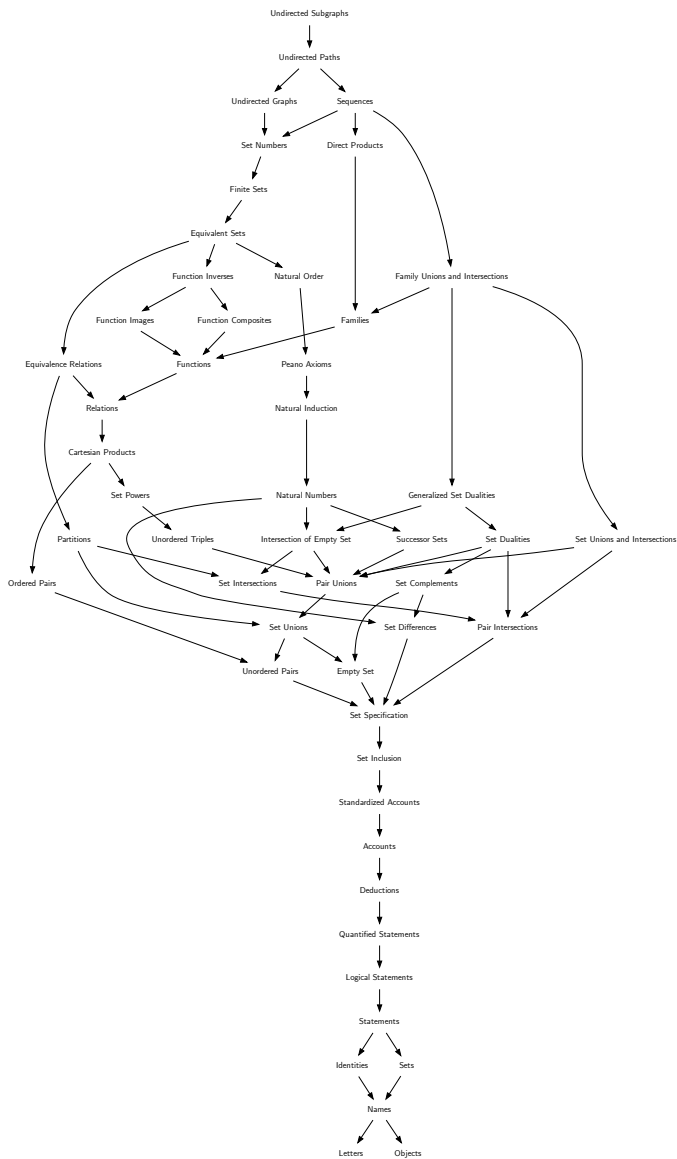 Undirected Subgraphs
Undirected Paths
Undirected Graphs
Sequences
Set Numbers
Direct Products
Finite Sets
Equivalent Sets
Function Inverses
Natural Order
Family Unions and Intersections
Function Images
Function Composites
Families
Equivalence Relations
Functions
Peano Axioms
Relations
Natural Induction
Cartesian Products
Set Powers
Natural Numbers
Generalized Set Dualities
Partitions
Unordered Triples
Intersection of Empty Set
Successor Sets
Set Dualities
Set Unions and Intersections
Ordered Pairs
Set Intersections
Pair Unions
Set Complements
Set Unions
Set Differences
Pair Intersections
Unordered Pairs
Empty Set
Set Specification
Set Inclusion
Standardized Accounts
Accounts
Deductions
Quantified Statements
Logical Statements
Statements
Identities
Sets
Names
Letters
Objects